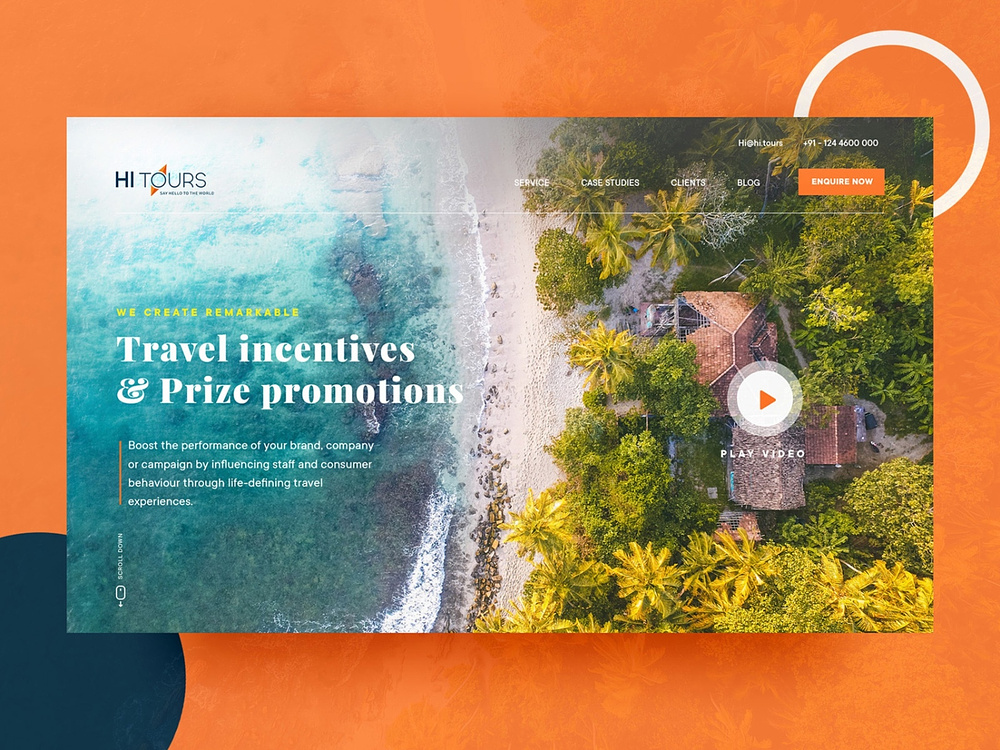 Hi@hi.tours +91 - 124 4600 000
HI TOURS
SAY HELLO TO THE WORLD
SERVICE CASE STUDIES CLIENTS BLOG ENQUIRE NOW
WE CREATE REMARKABLE
Travel incentives
& Prize promotions
Boost the performance of your brand, company
or campaign by influencing staff and consumer
behaviour through life-defining travel
experiences.
PLAY VIDEO
SCROLL DOWN